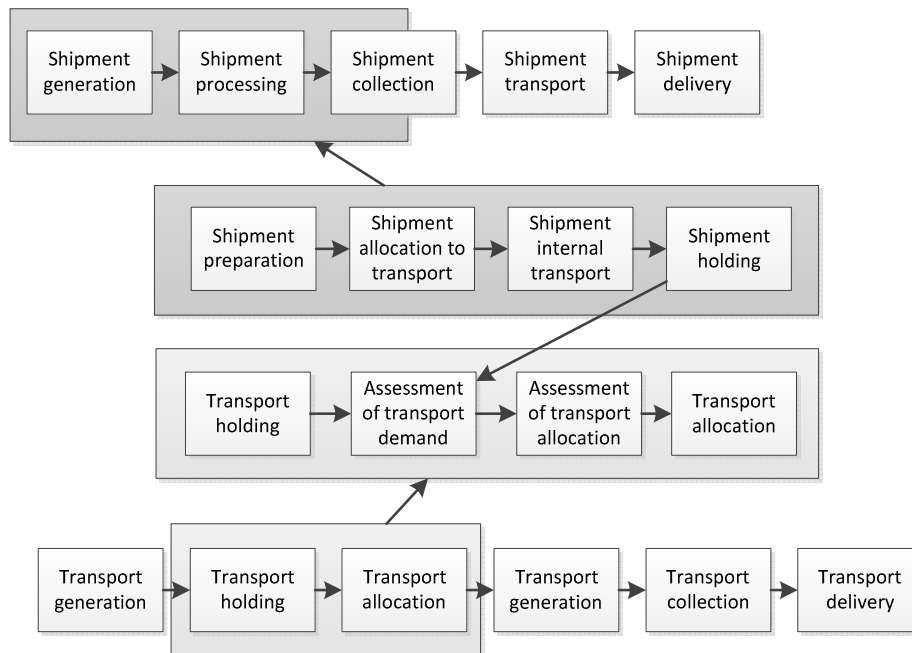 Shipment
generation
Shipment
processing
Shipment
collection
Shipment
transport
Shipment
delivery
Shipment
preparation
Shipment
allocation to
transport
Shipment
internal
transport
Shipment
holding
Transport
holding
Assessment
of transport
demand
Assessment
of transport
allocation
Transport
allocation
Transport
generation
Transport
holding
Transport
allocation
Transport
generation
Transport
collection
Transport
delivery